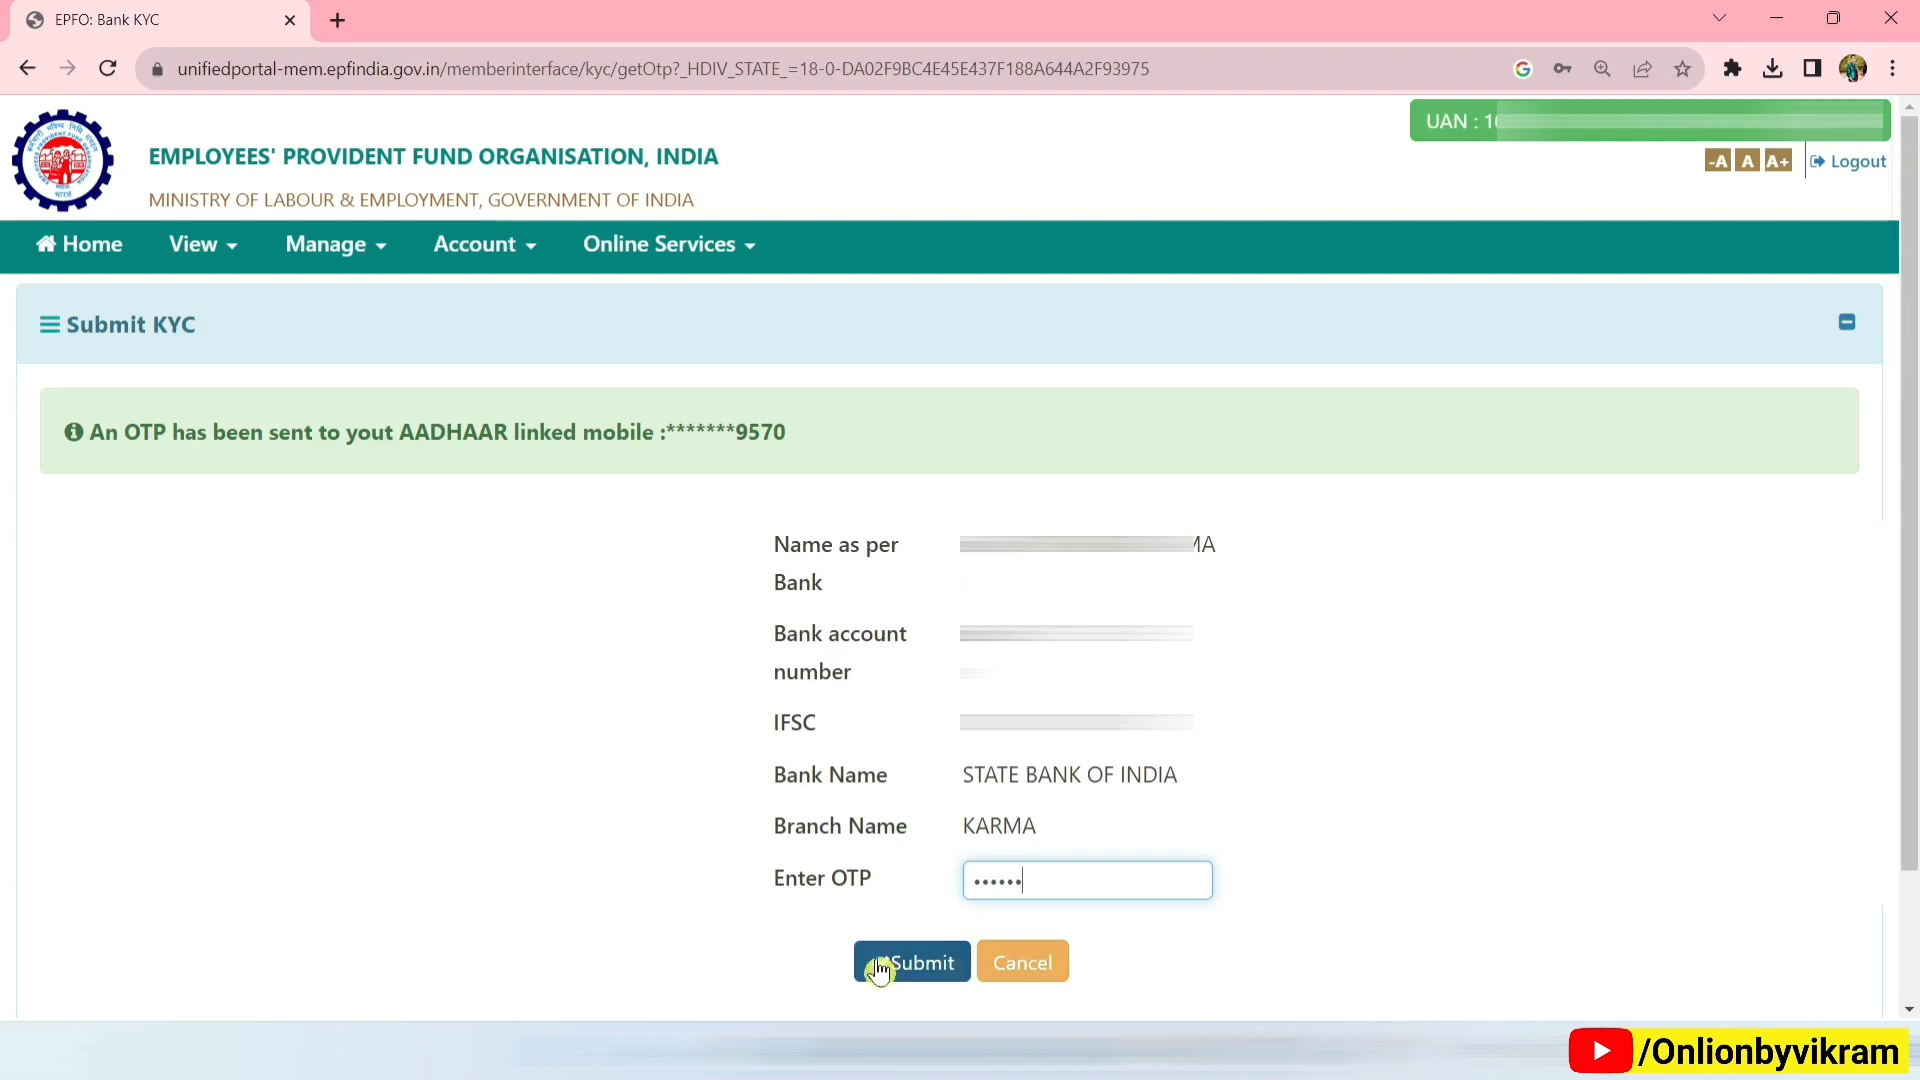 EPFO: Bank KYC
unifiedportal-mem.epfindia.gov.in/memberinterface/kyc/getOtp?_HDIV_STATE_=18-0-DA02F9BC4E45E437F188A644A2F93975
UAN : 10
EMPLOYEES' PROVIDENT FUND ORGANISATION, INDIA
MINISTRY OF LABOUR & EMPLOYMENT, GOVERNMENT OF INDIA
-A A A+ Logout
Home View Manage Account Online Services
Submit KYC
An OTP has been sent to yout AADHAAR linked mobile :*******9570
Name as per
Bank
Bank account
number
IFSC
Bank Name STATE BANK OF INDIA
Branch Name KARMA
Enter OTP ••••••
Submit Cancel
/Onlionbyvikram